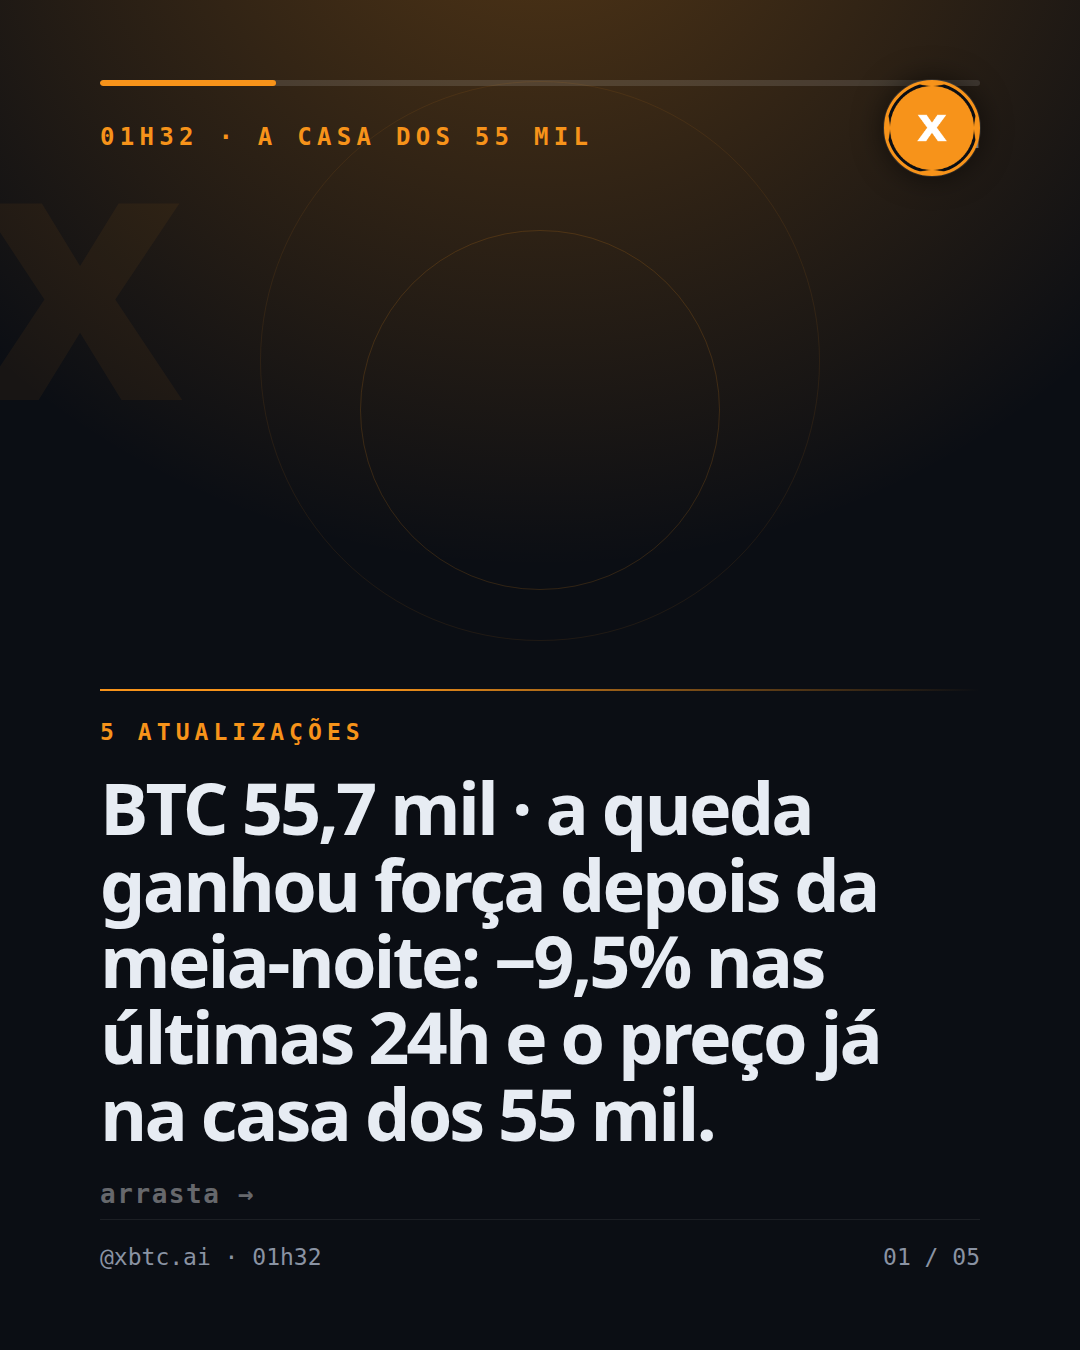 01H32 · A CASA DOS 55 MIL
X
X
5 ATUALIZAÇÕES
BTC 55,7 mil · a queda
ganhou força depois da
meia-noite: −9,5% nas
últimas 24h e o preço já
na casa dos 55 mil.
arrasta →
@xbtc.ai · 01h32
01 / 05